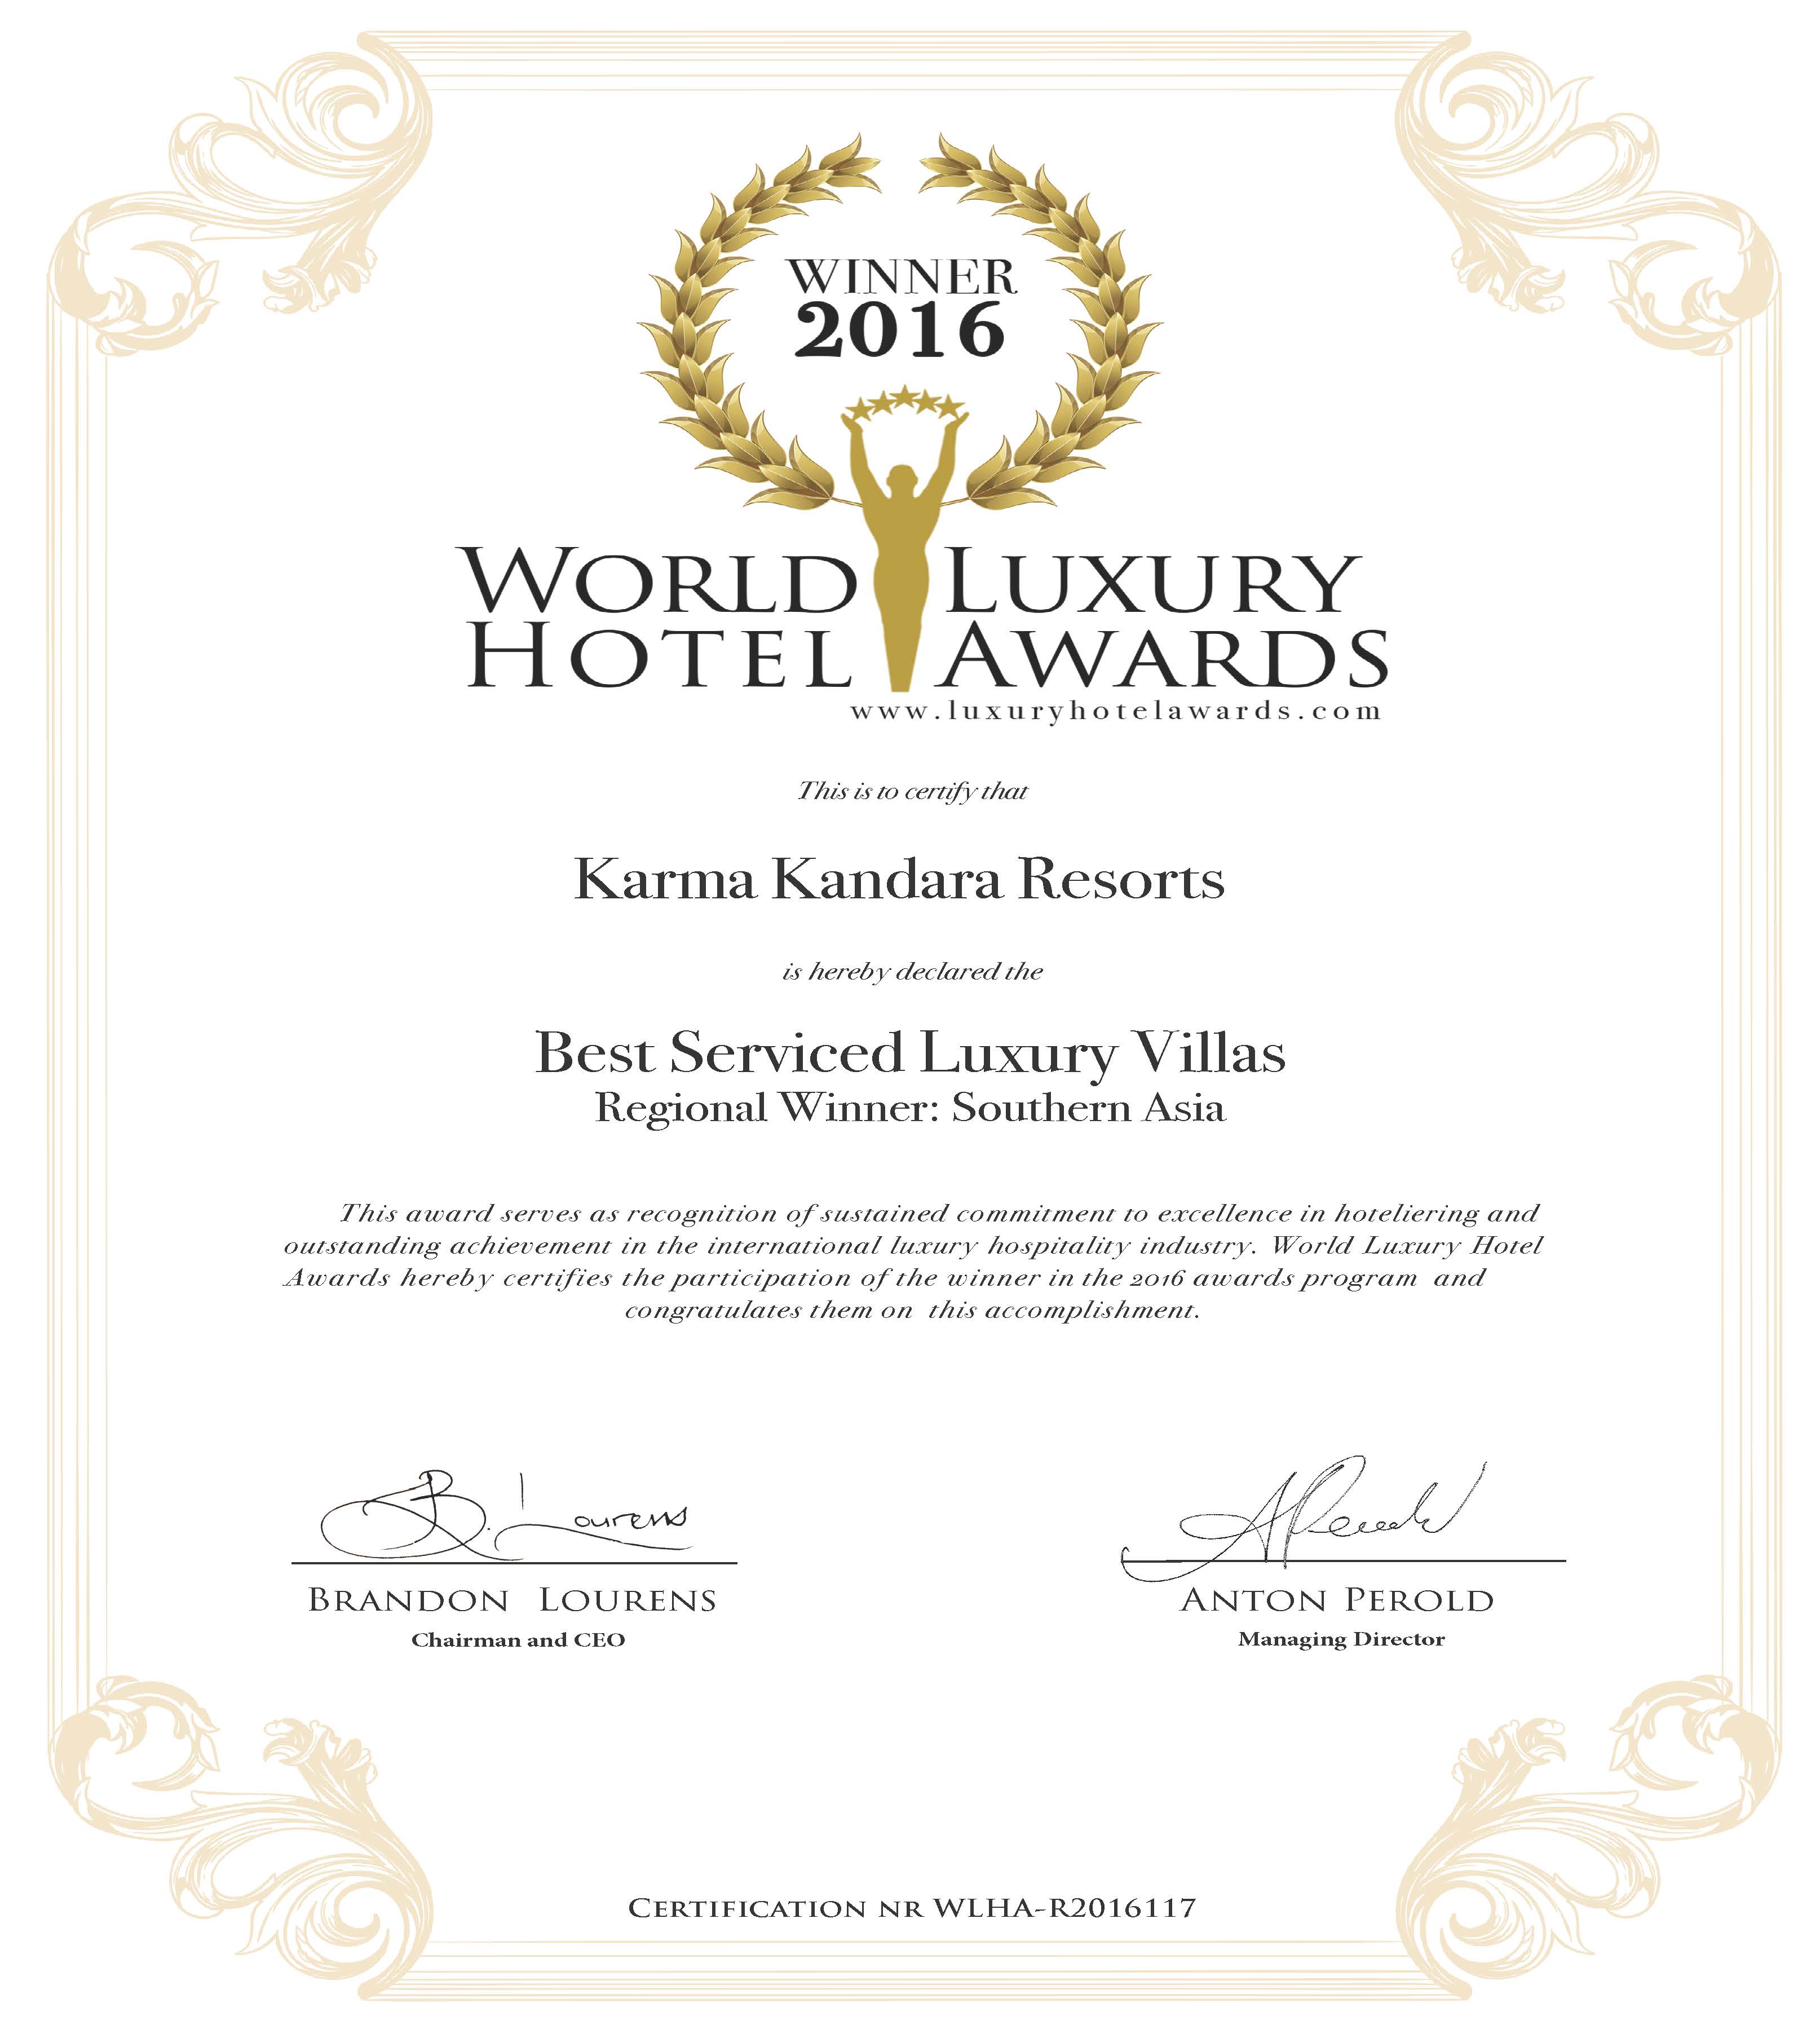 WINNER
2016
WORLD LUXURY
HOTEL AWARDS
www.luxuryhotelawards.com
This is to certify that
Karma Kandara Resorts
is hereby declared the
Best Serviced Luxury Villas
Regional Winner: Southern Asia
This award serves as recognition of sustained commitment to excellence in hoteliering and
outstanding achievement in the international luxury hospitality industry. World Luxury Hotel
Awards hereby certifies the participation of the winner in the 2016 awards program and
congratulates them on this accomplishment.
B. Lourens
APerold
BRANDON LOURENS
ANTON PEROLD
Chairman and CEO
Managing Director
CERTIFICATION NR WLHA-R2016117